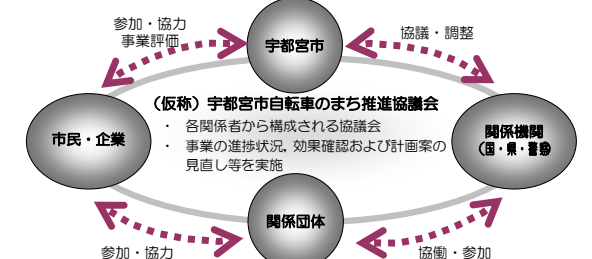 参加・協力
事業評価
宇都宮市
協議・調整
（仮称）宇都宮市自転車のまち推進協議会
・ 各関係者から構成される協議会
・ 事業の進捗状況，効果確認および計画案の
見直し等を実施
市民・企業
関係機関
（国・県・警察）
関係団体
参加・協力
協働・参加